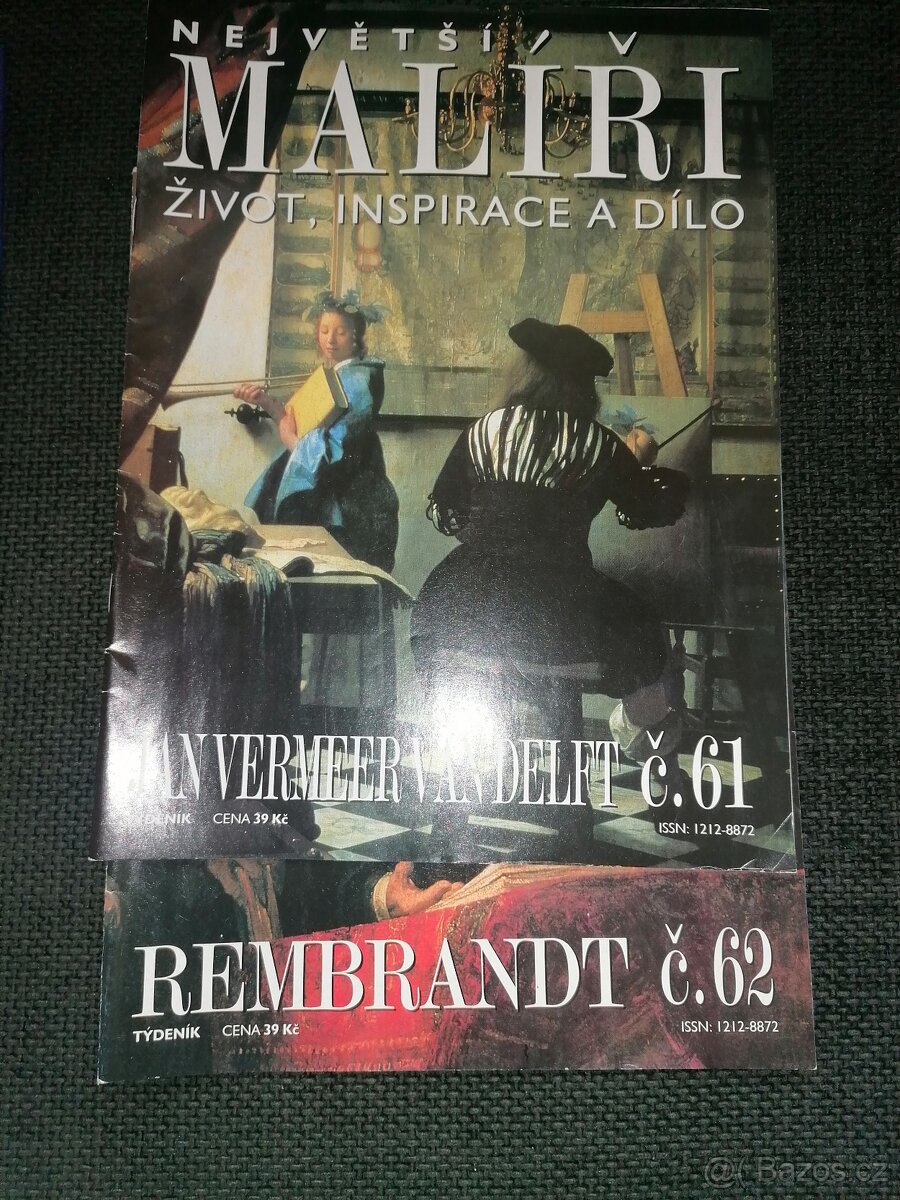 NEJVĚTŠÍ
MALÍŘI
ŽIVOT, INSPIRACE A DÍLO
JAN VERMEER VAN DELFT č. 61
TÝDENÍK CENA 39 Kč
ISSN: 1212-8872
REMBRANDT č. 62
TÝDENÍK CENA 39 Kč
ISSN: 1212-8872
@( Bazos.cz